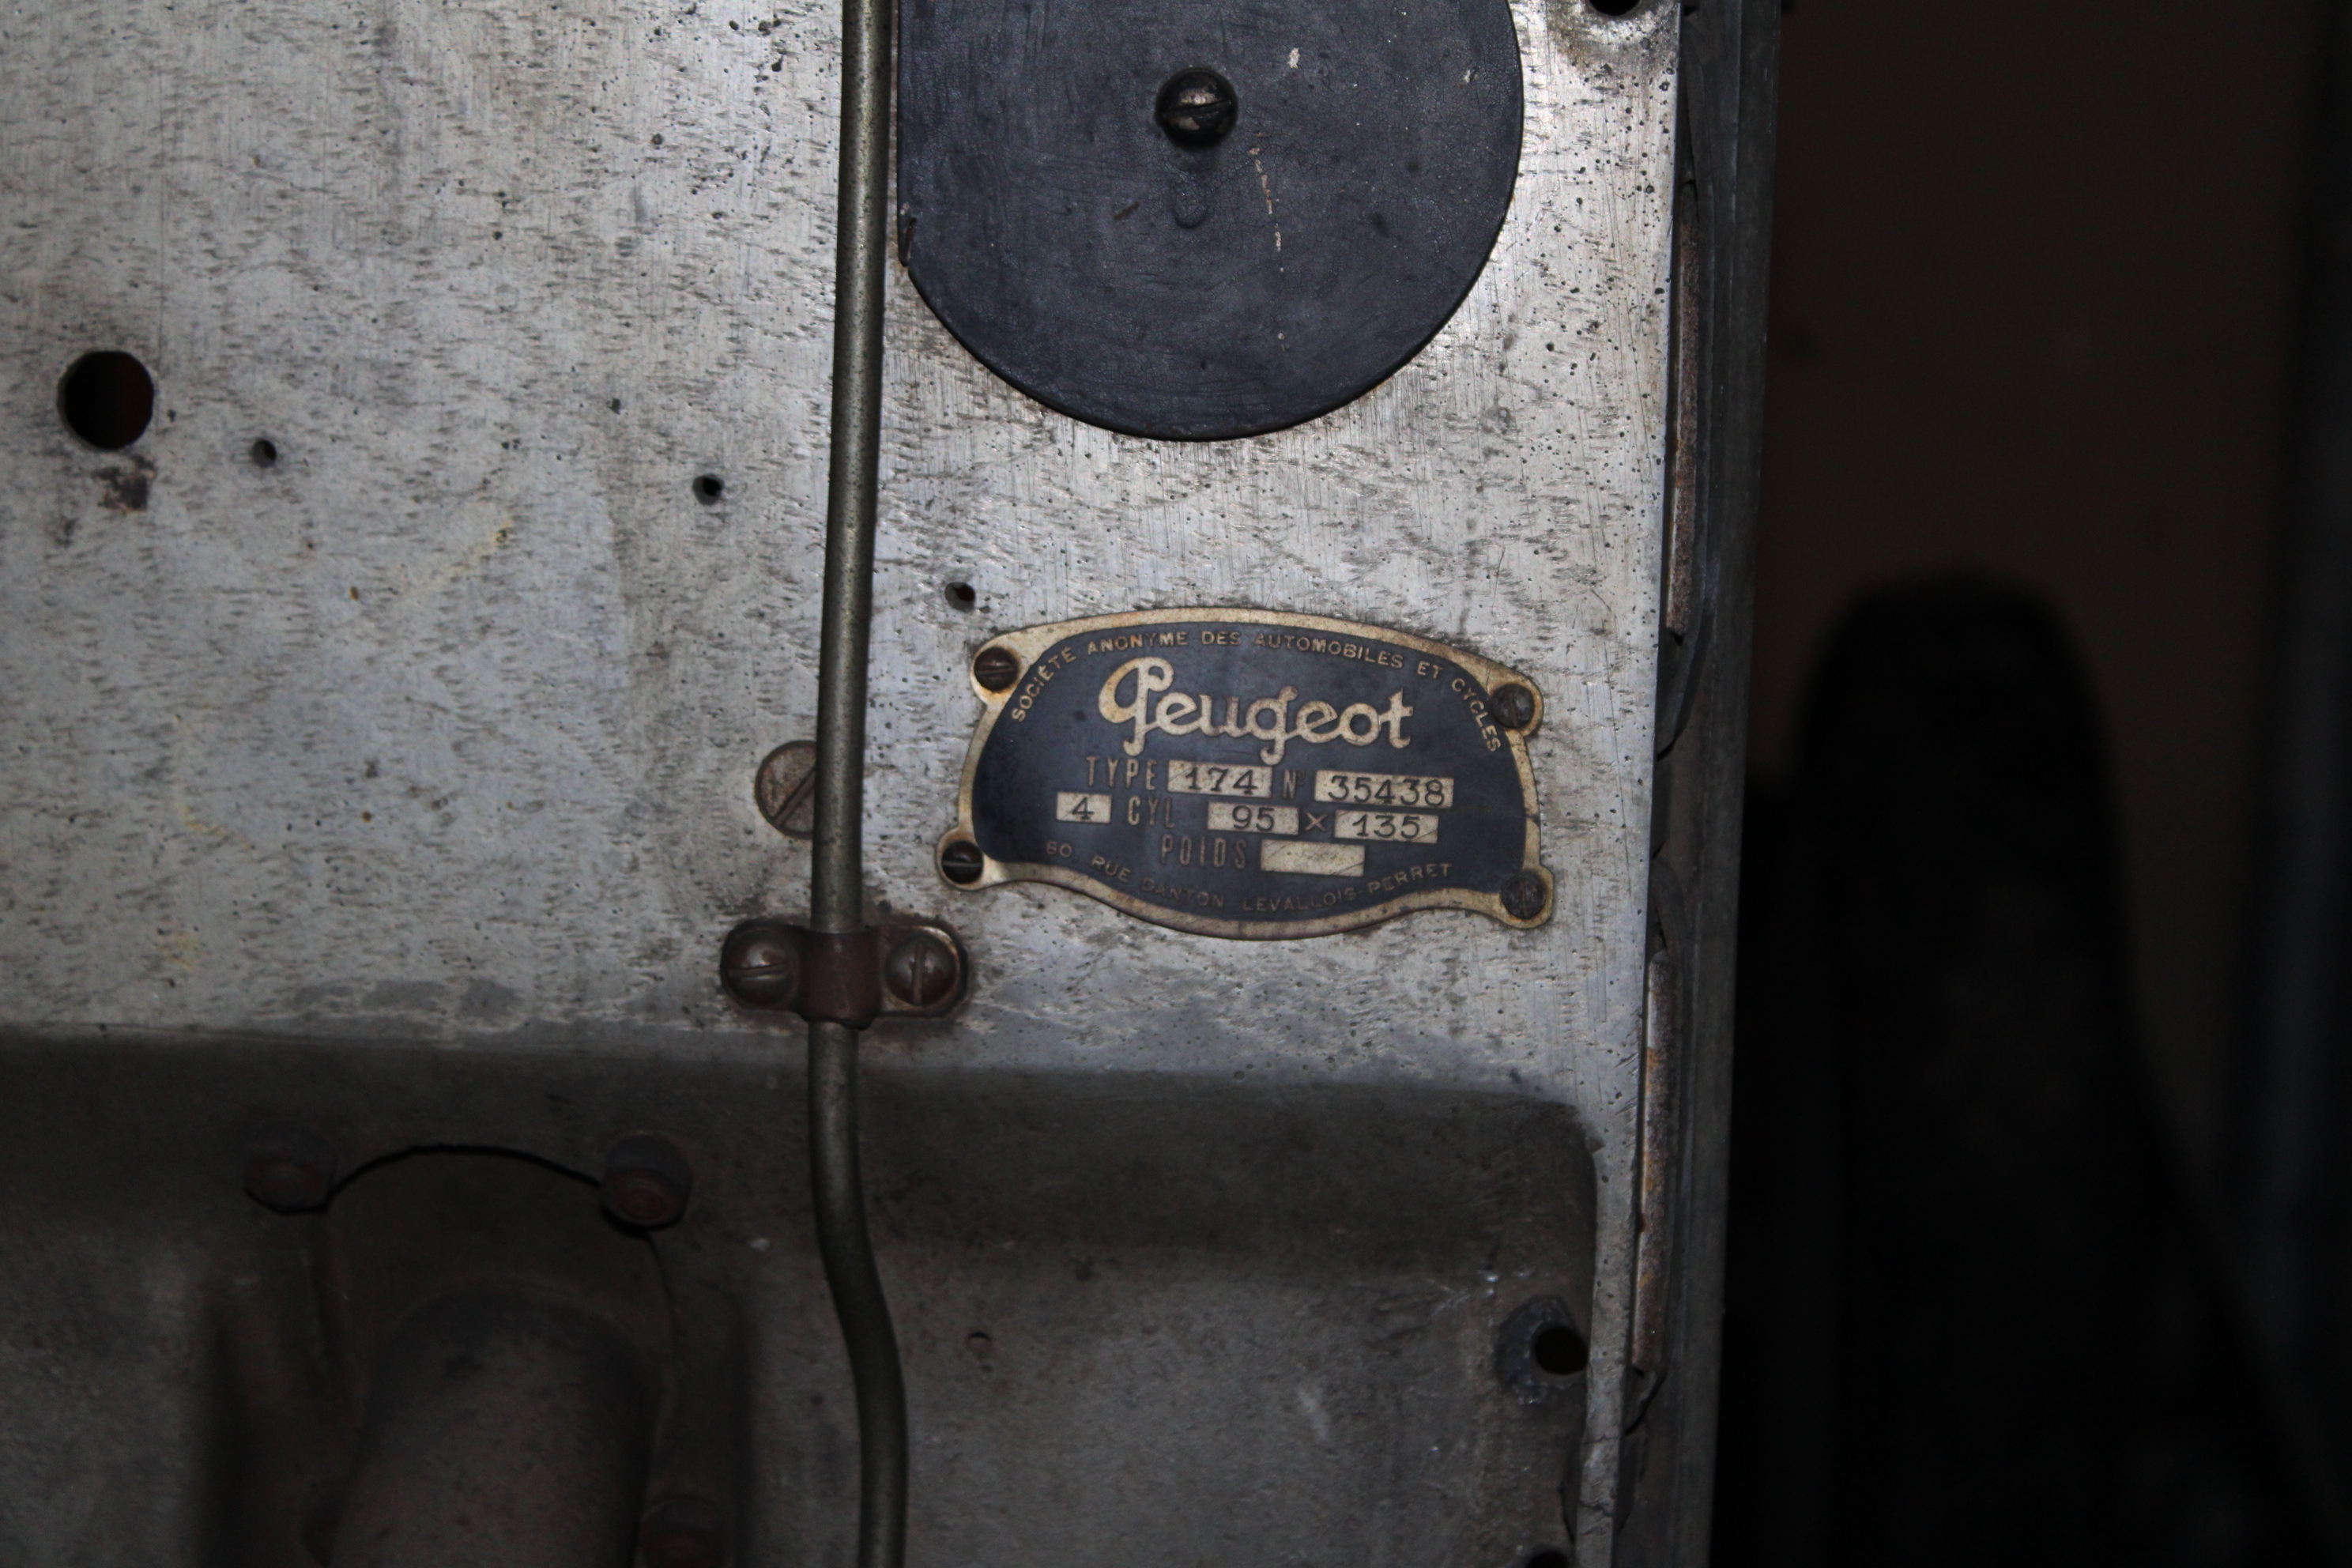 SOCIÉTÉ ANONYME DES AUTOMOBILES ET CYCLES
Peugeot
TYPE 174 N° 35438
4 CYL 95 × 135
POIDS
80 RUE DANTON LEVALLOIS-PERRET